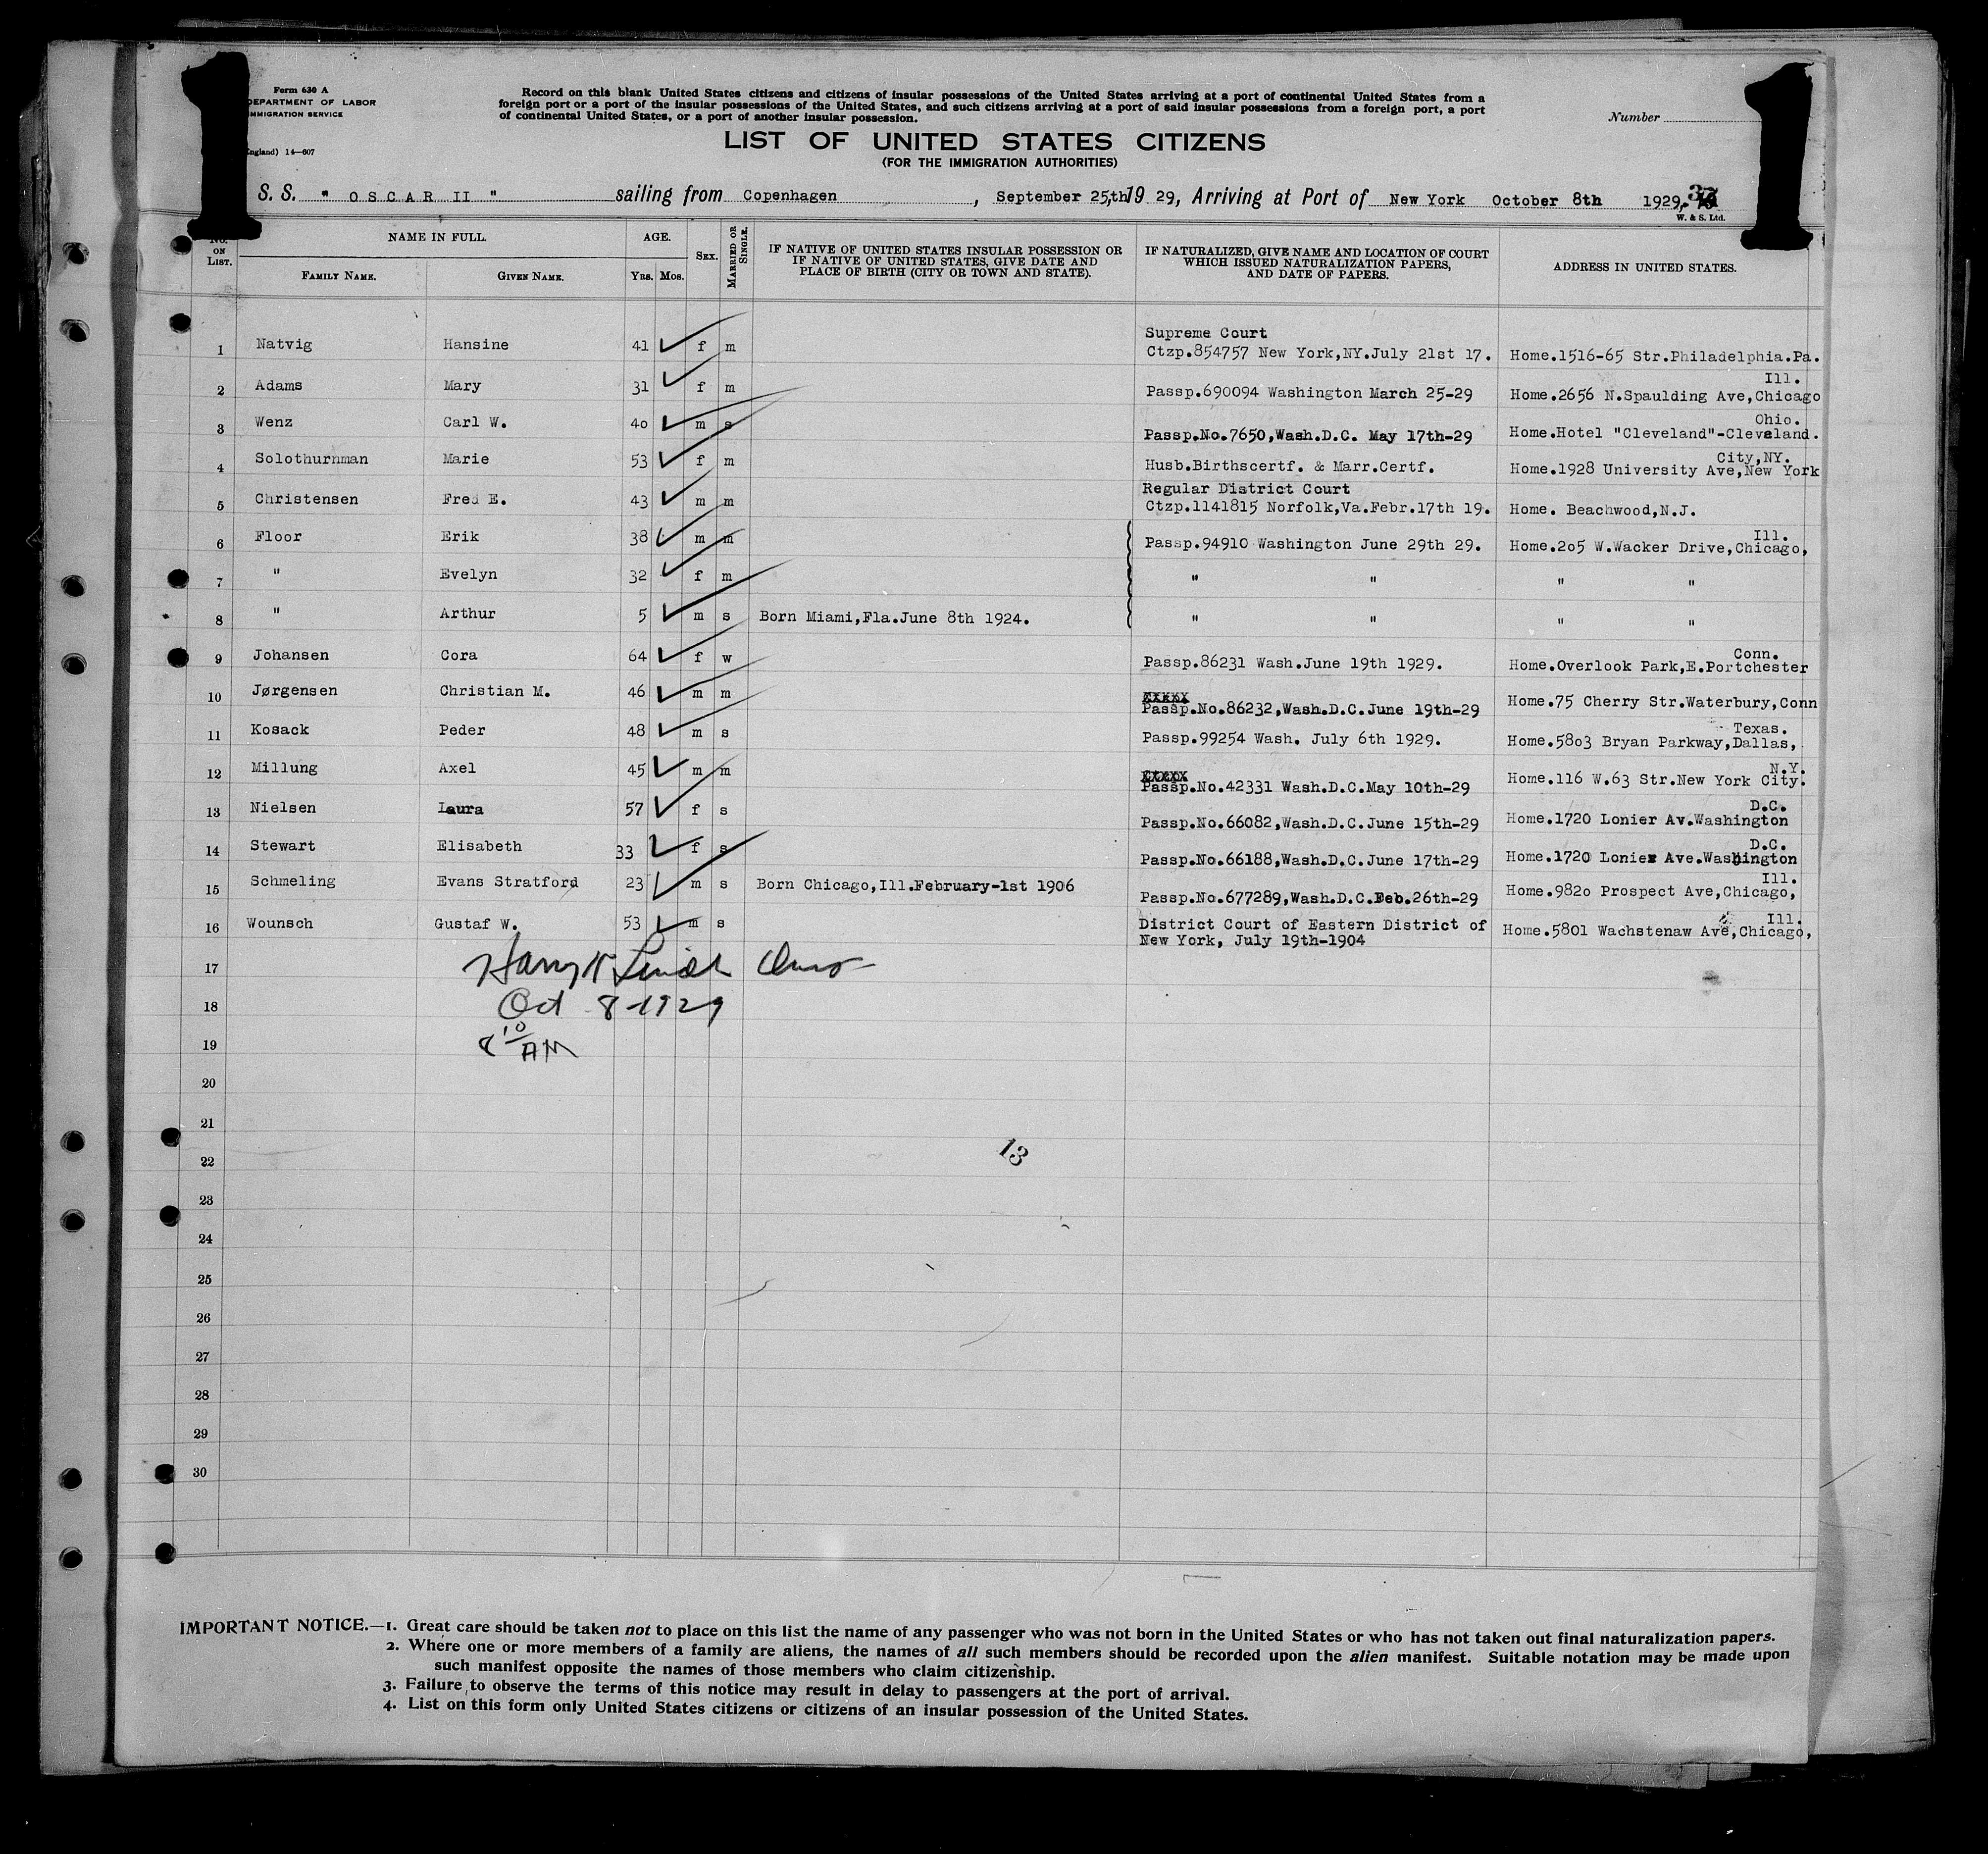 1
1
Form 630 A
DEPARTMENT OF LABOR
IMMIGRATION SERVICE
England) 14—607
Record on this blank United States citizens and citizens of insular possessions of the United States arriving at a port of continental United States from a
foreign port or a port of the insular possessions of the United States, and such citizens arriving at a port of said insular possessions from a foreign port, a port
of continental United States, or a port of another insular possession.
Number
LIST OF UNITED STATES CITIZENS
(FOR THE IMMIGRATION AUTHORITIES)
S. S. " OSCAR II " sailing from Copenhagen, September 25,th 19 29, Arriving at Port of New York October 8th 1929,
W. & S. Ltd.
No. ON LIST. NAME IN FULL. AGE. SEX. MARRIED OR SINGLE. IF NATIVE OF UNITED STATES INSULAR POSSESSION OR IF NATIVE OF UNITED STATES, GIVE DATE AND PLACE OF BIRTH (CITY OR TOWN AND STATE). IF NATURALIZED, GIVE NAME AND LOCATION OF COURT WHICH ISSUED NATURALIZATION PAPERS, AND DATE OF PAPERS. ADDRESS IN UNITED STATES.
FAMILY NAME. GIVEN NAME. YRS. MOS.
Supreme Court
1 Natvig Hansine 41 f m Ctzp.854757 New York,NY.July 21st 17. Home.1516-65 Str.Philadelphia.Pa.
Ill.
2 Adams Mary 31 f m Passp.690094 Washington March 25-29 Home.2656 N.Spaulding Ave,Chicago
Ohio.
3 Wenz Carl W. 40 m s Passp.No.7650,Wash.D.C. May 17th-29 Home.Hotel "Cleveland"-Cleveland.
City,NY.
4 Solothurnman Marie 53 f m Husb.Birthscertf. & Marr.Certf. Home.1928 University Ave,New York
Regular District Court
5 Christensen Fred E. 43 m m Ctzp.1141815 Norfolk,Va.Febr.17th 19. Home. Beachwood,N.J.
Ill.
6 Floor Erik 38 m m Passp.94910 Washington June 29th 29. Home.205 W.Wacker Drive,Chicago,
7 " Evelyn 32 f m " " " "
8 " Arthur 5 m s Born Miami,Fla.June 8th 1924. " " " "
Conn.
9 Johansen Cora 64 f w Passp.86231 Wash.June 19th 1929. Home.Overlook Park,E.Portchester
10 Jørgensen Christian M. 46 m m Passp.No.86232,Wash.D.C.June 19th-29 Home.75 Cherry Str.Waterbury,Conn
Texas.
11 Kosack Peder 48 m s Passp.99254 Wash. July 6th 1929. Home.5803 Bryan Parkway,Dallas,
N.Y.
12 Millung Axel 45 m m Passp.No.42331 Wash.D.C.May 10th-29 Home.116 W.63 Str.New York City.
D.C.
13 Nielsen Laura 57 f s Passp.No.66082,Wash.D.C.June 15th-29 Home.1720 Lonier Av.Washington
D.C.
14 Stewart Elisabeth 33 f s Passp.No.66188,Wash.D.C.June 17th-29 Home.1720 Lonier Ave.Washington
Ill.
15 Schmeling Evans Stratford 23 m s Born Chicago,Ill.February-1st 1906 Passp.No.677289,Wash.D.C.Feb.26th-29 Home.9820 Prospect Ave,Chicago,
Ill.
16 Wounsch Gustaf W. 53 m s District Court of Eastern District of Home.5801 Wachstenaw Ave,Chicago,
New York, July 19th-1904
17 Harry
18 Oct 8-1929
19 8 10 AM
20
21
22
13
23
24
25
26
27
28
29
30
IMPORTANT NOTICE.—1. Great care should be taken not to place on this list the name of any passenger who was not born in the United States or who has not taken out final naturalization papers.
2. Where one or more members of a family are aliens, the names of all such members should be recorded upon the alien manifest. Suitable notation may be made upon
such manifest opposite the names of those members who claim citizenship.
3. Failure to observe the terms of this notice may result in delay to passengers at the port of arrival.
4. List on this form only United States citizens or citizens of an insular possession of the United States.